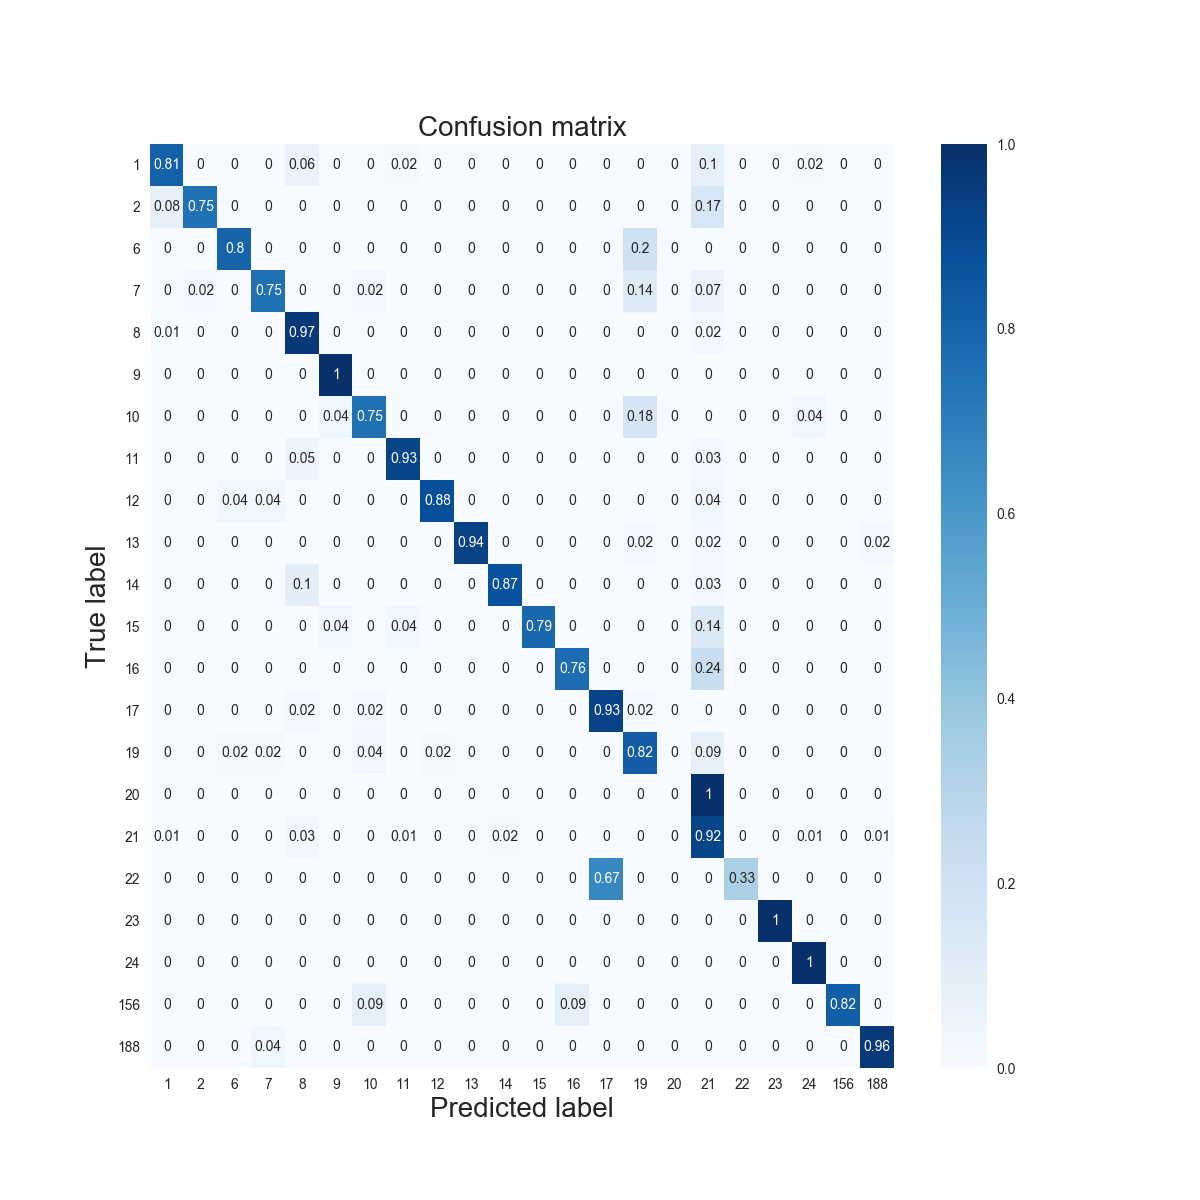 Confusion matrix
1 0.81 0 0 0 0.06 0 0 0.02 0 0 0 0 0 0 0 0 0.1 0 0 0.02 0 0
2 0.08 0.75 0 0 0 0 0 0 0 0 0 0 0 0 0 0 0.17 0 0 0 0 0
6 0 0 0.8 0 0 0 0 0 0 0 0 0 0 0 0.2 0 0 0 0 0 0 0
7 0 0.02 0 0.75 0 0 0.02 0 0 0 0 0 0 0 0.14 0 0.07 0 0 0 0 0
8 0.01 0 0 0 0.97 0 0 0 0 0 0 0 0 0 0 0 0.02 0 0 0 0 0
9 0 0 0 0 0 1 0 0 0 0 0 0 0 0 0 0 0 0 0 0 0 0
10 0 0 0 0 0 0.04 0.75 0 0 0 0 0 0 0 0.18 0 0 0 0 0.04 0 0
11 0 0 0 0 0.05 0 0 0.93 0 0 0 0 0 0 0 0 0.03 0 0 0 0 0
12 0 0 0.04 0.04 0 0 0 0 0.88 0 0 0 0 0 0 0 0.04 0 0 0 0 0
13 0 0 0 0 0 0 0 0 0 0.94 0 0 0 0 0.02 0 0.02 0 0 0 0 0.02
14 0 0 0 0 0.1 0 0 0 0 0 0.87 0 0 0 0 0 0.03 0 0 0 0 0
15 0 0 0 0 0 0.04 0 0.04 0 0 0 0.79 0 0 0 0 0.14 0 0 0 0 0
16 0 0 0 0 0 0 0 0 0 0 0 0 0.76 0 0 0 0.24 0 0 0 0 0
17 0 0 0 0 0.02 0 0.02 0 0 0 0 0 0 0.93 0.02 0 0 0 0 0 0 0
19 0 0 0.02 0.02 0 0 0.04 0 0.02 0 0 0 0 0 0.82 0 0.09 0 0 0 0 0
20 0 0 0 0 0 0 0 0 0 0 0 0 0 0 0 0 1 0 0 0 0 0
21 0.01 0 0 0 0.03 0 0 0.01 0 0 0.02 0 0 0 0 0 0.92 0 0 0.01 0 0.01
22 0 0 0 0 0 0 0 0 0 0 0 0 0 0.67 0 0 0 0.33 0 0 0 0
23 0 0 0 0 0 0 0 0 0 0 0 0 0 0 0 0 0 0 1 0 0 0
24 0 0 0 0 0 0 0 0 0 0 0 0 0 0 0 0 0 0 0 1 0 0
156 0 0 0 0 0 0 0.09 0 0 0 0 0 0.09 0 0 0 0 0 0 0 0.82 0
188 0 0 0 0.04 0 0 0 0 0 0 0 0 0 0 0 0 0 0 0 0 0 0.96
1 2 6 7 8 9 10 11 12 13 14 15 16 17 19 20 21 22 23 24 156 188
Predicted label
True label
1.0
0.8
0.6
0.4
0.2
0.0